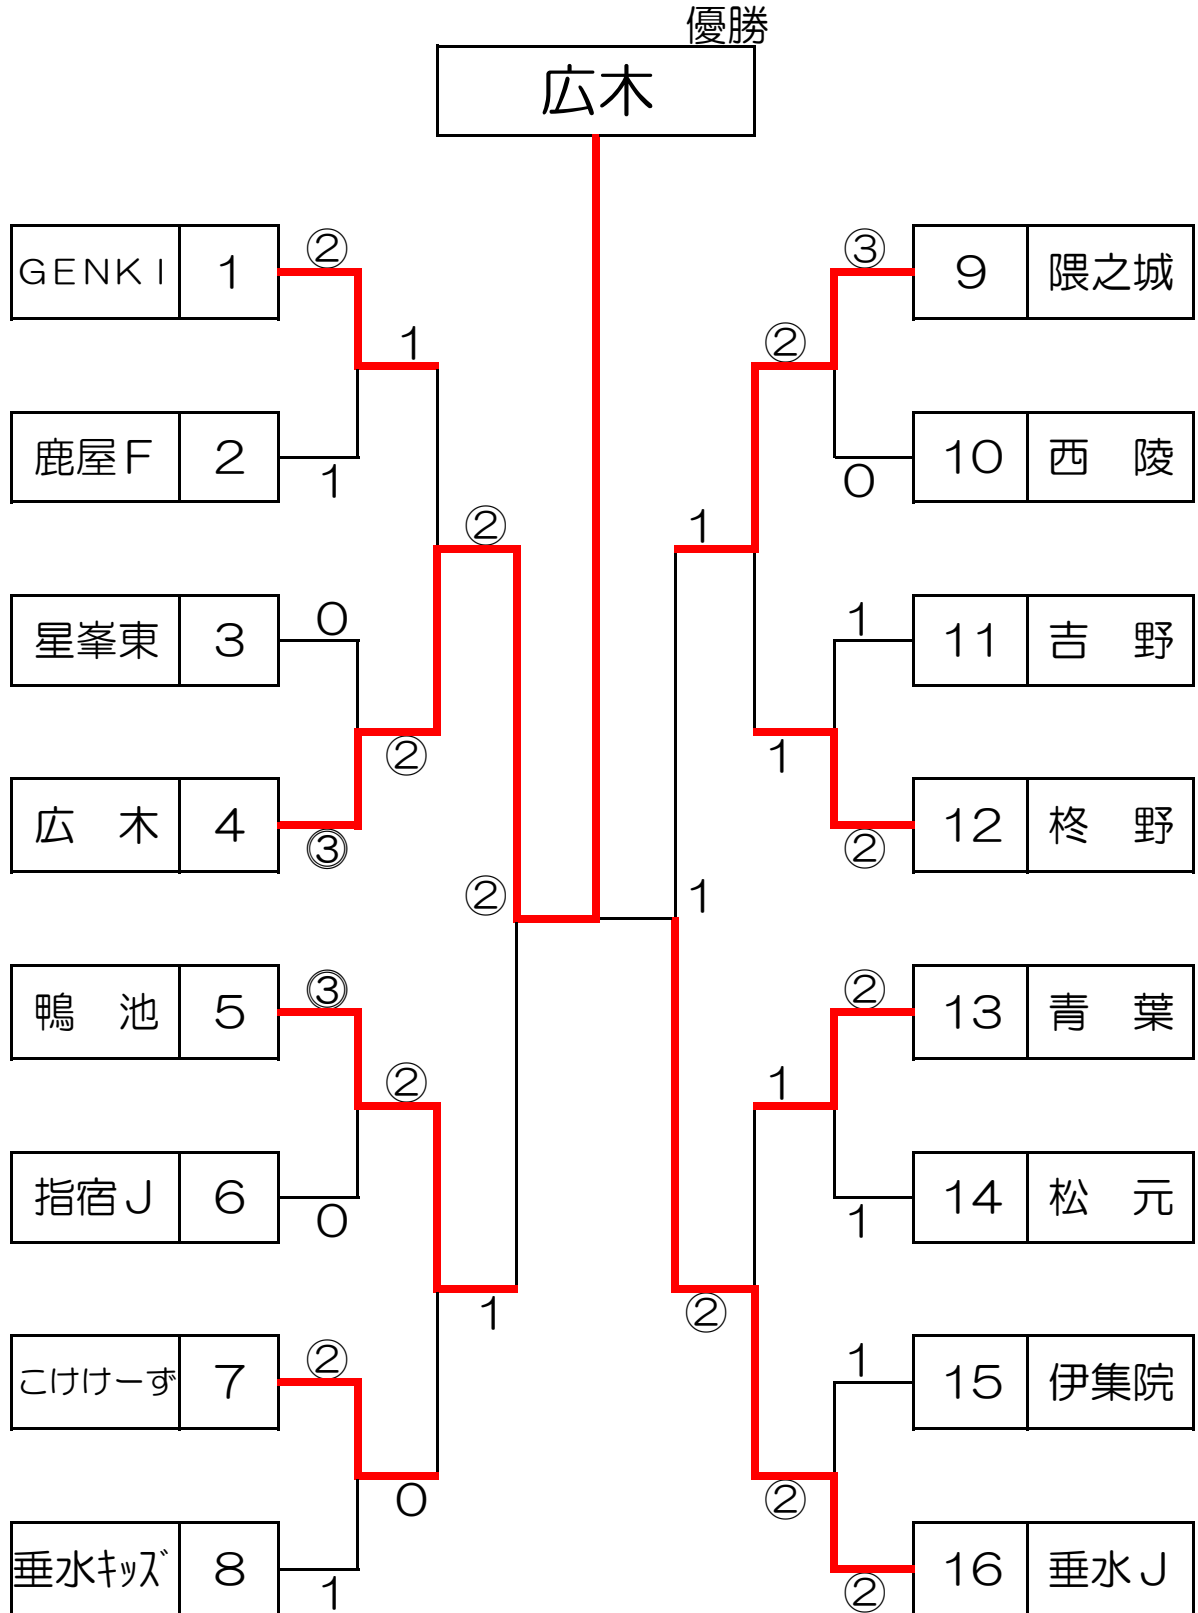 優勝
広木
GENKI 1 ② ③ 9 隈之城
1 ②
鹿屋F 2 1 0 10 西 陵
② 1
星峯東 3 0 1 11 吉 野
② 1
広 木 4 ③ ② 12 柊 野
② 1
鴨 池 5 ③ ② 13 青 葉
② 1
指宿J 6 0 1 14 松 元
1 ②
こけけーず 7 ② 1 15 伊集院
0 ②
垂水ｷｯｽﾞ 8 1 ② 16 垂水J